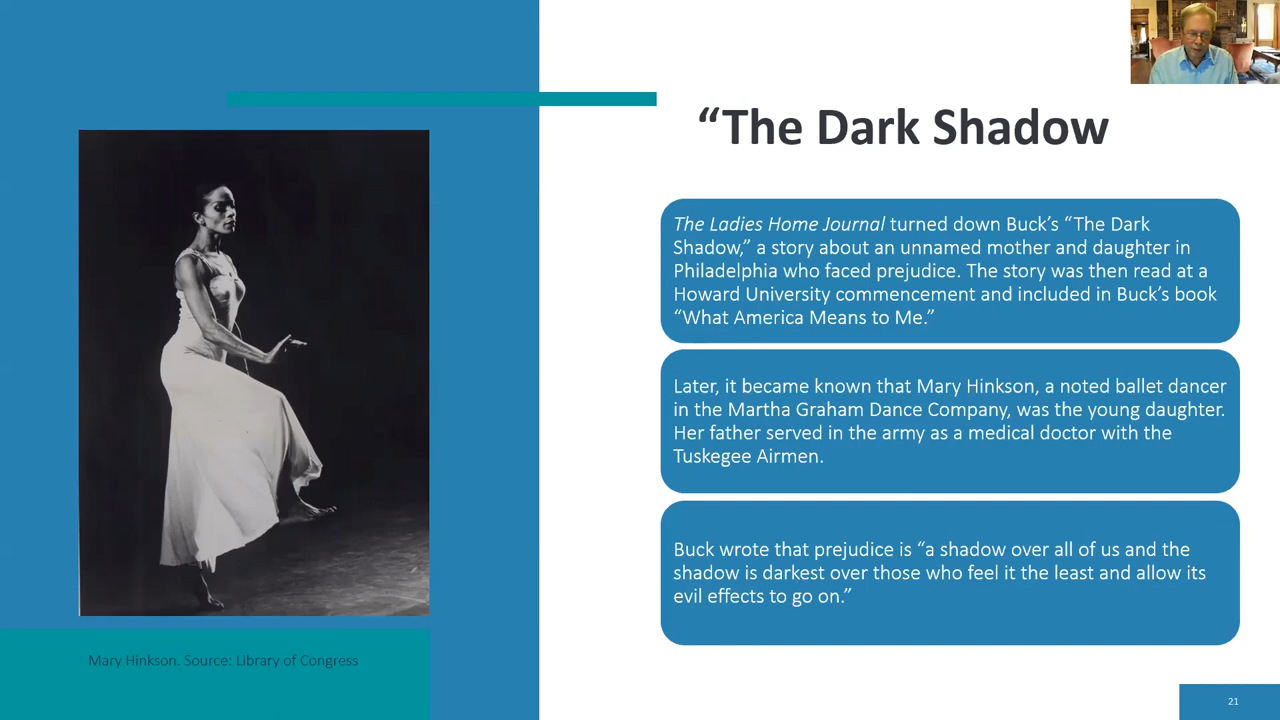 “The Dark Shadow
The Ladies Home Journal turned down Buck’s “The Dark
Shadow,” a story about an unnamed mother and daughter in
Philadelphia who faced prejudice. The story was then read at a
Howard University commencement and included in Buck’s book
“What America Means to Me.”
Later, it became known that Mary Hinkson, a noted ballet dancer
in the Martha Graham Dance Company, was the young daughter.
Her father served in the army as a medical doctor with the
Tuskegee Airmen.
Buck wrote that prejudice is “a shadow over all of us and the
shadow is darkest over those who feel it the least and allow its
evil effects to go on.”
Mary Hinkson. Source: Library of Congress
21